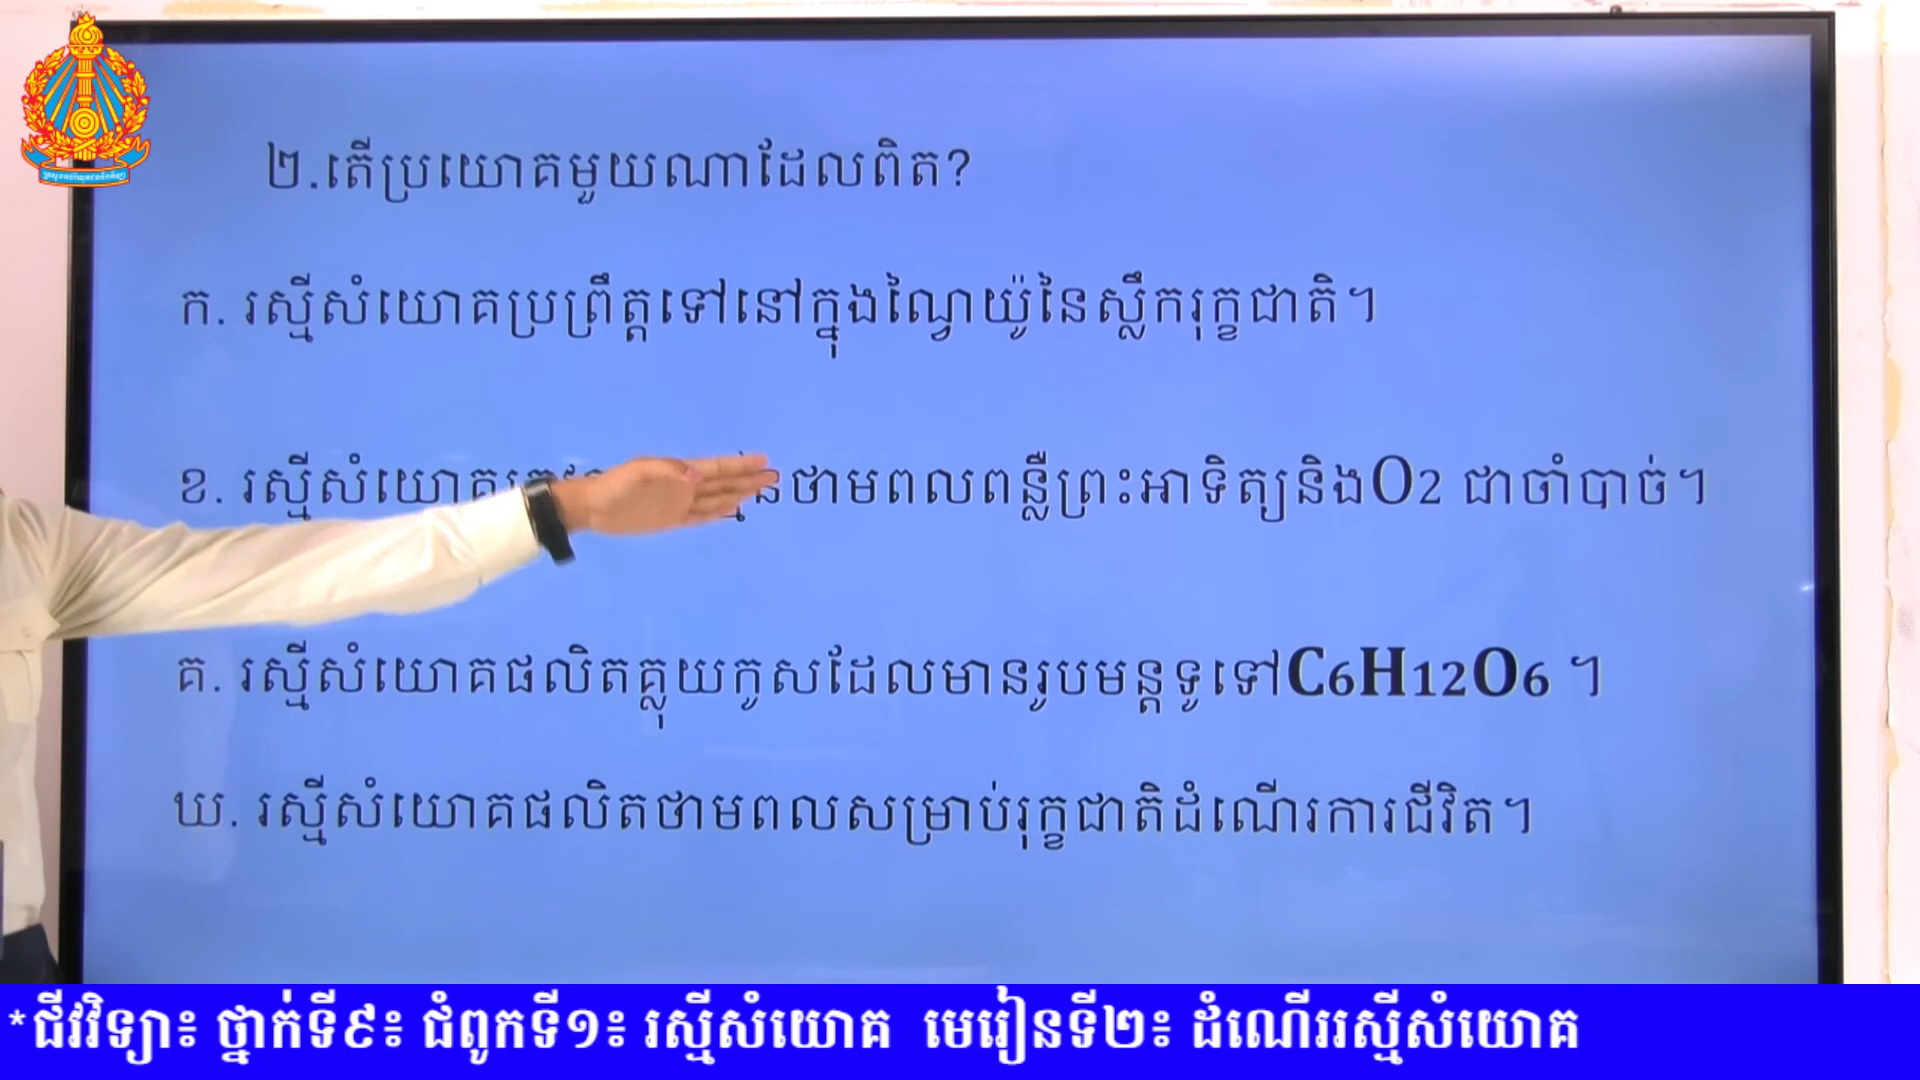 ២.តើប្រយោគមួយណាដែលពិត?
ក. រស្មីសំយោគប្រព្រឹត្តទៅនៅក្នុងណ្វៃយ៉ូនៃស្លឹករុក្ខជាតិ។
ខ. រស្មីសំយោគ ថាមពលពន្លឺព្រះអាទិត្យនិងO2 ជាចាំបាច់។
គ. រស្មីសំយោគផលិតគ្លុយកូសដែលមានរូបមន្តទូទៅC6H12O6 ។
ឃ. រស្មីសំយោគផលិតថាមពលសម្រាប់រុក្ខជាតិដំណើរការជីវិត។
*ជីវវិទ្យា៖ ថ្នាក់ទី៩៖ ជំពូកទី១៖ រស្មីសំយោគ មេរៀនទី២៖ ដំណើររស្មីសំយោគ